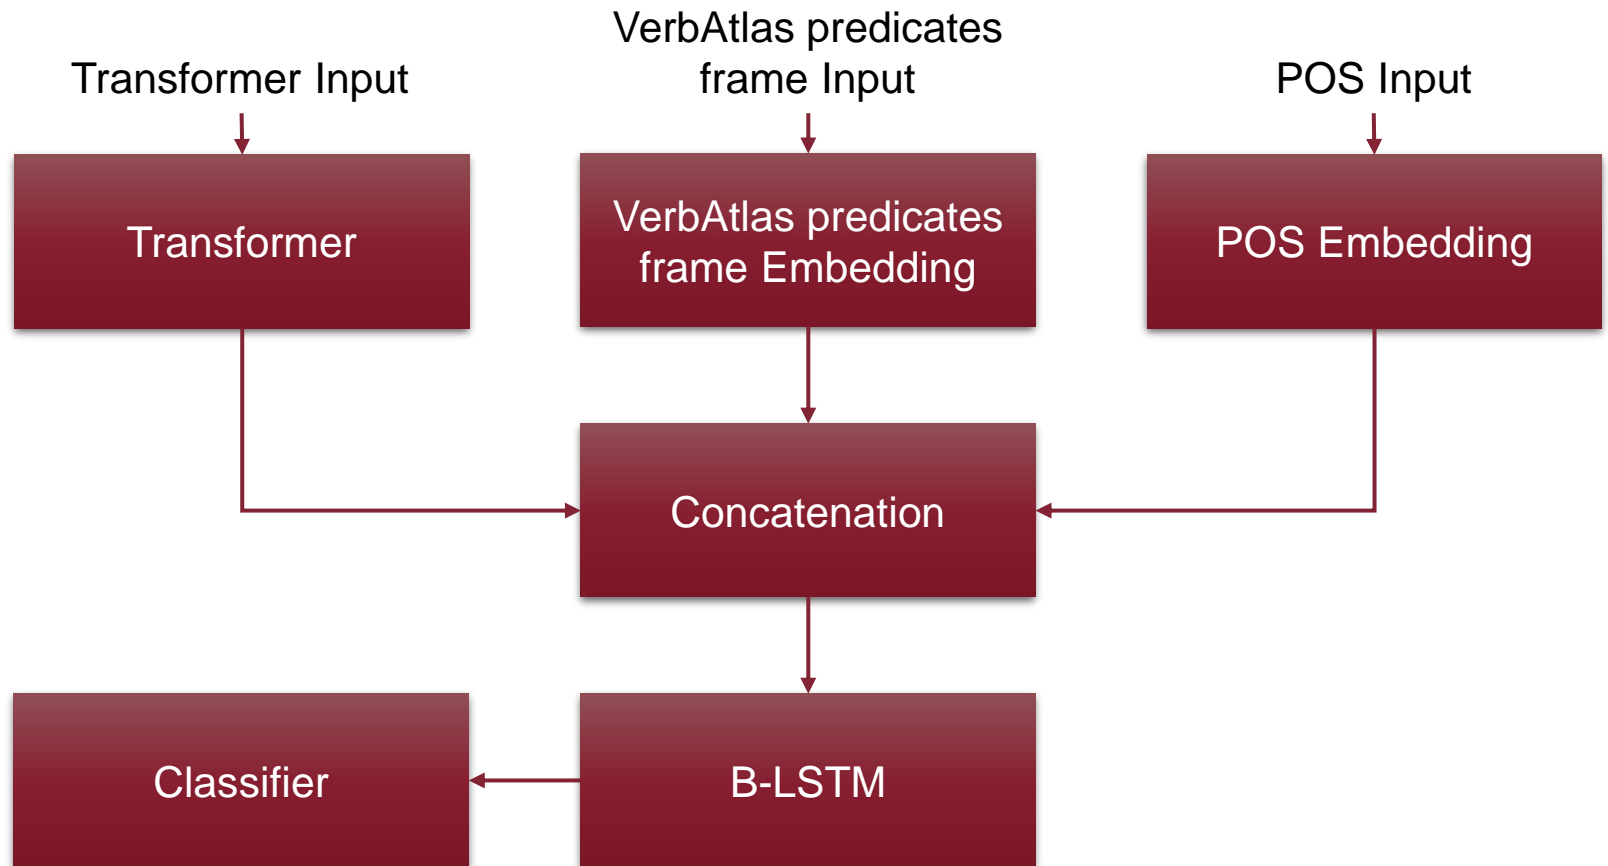 VerbAtlas predicates
frame Input
Transformer Input
POS Input
Transformer
VerbAtlas predicates
frame Embedding
POS Embedding
Concatenation
Classifier
B-LSTM